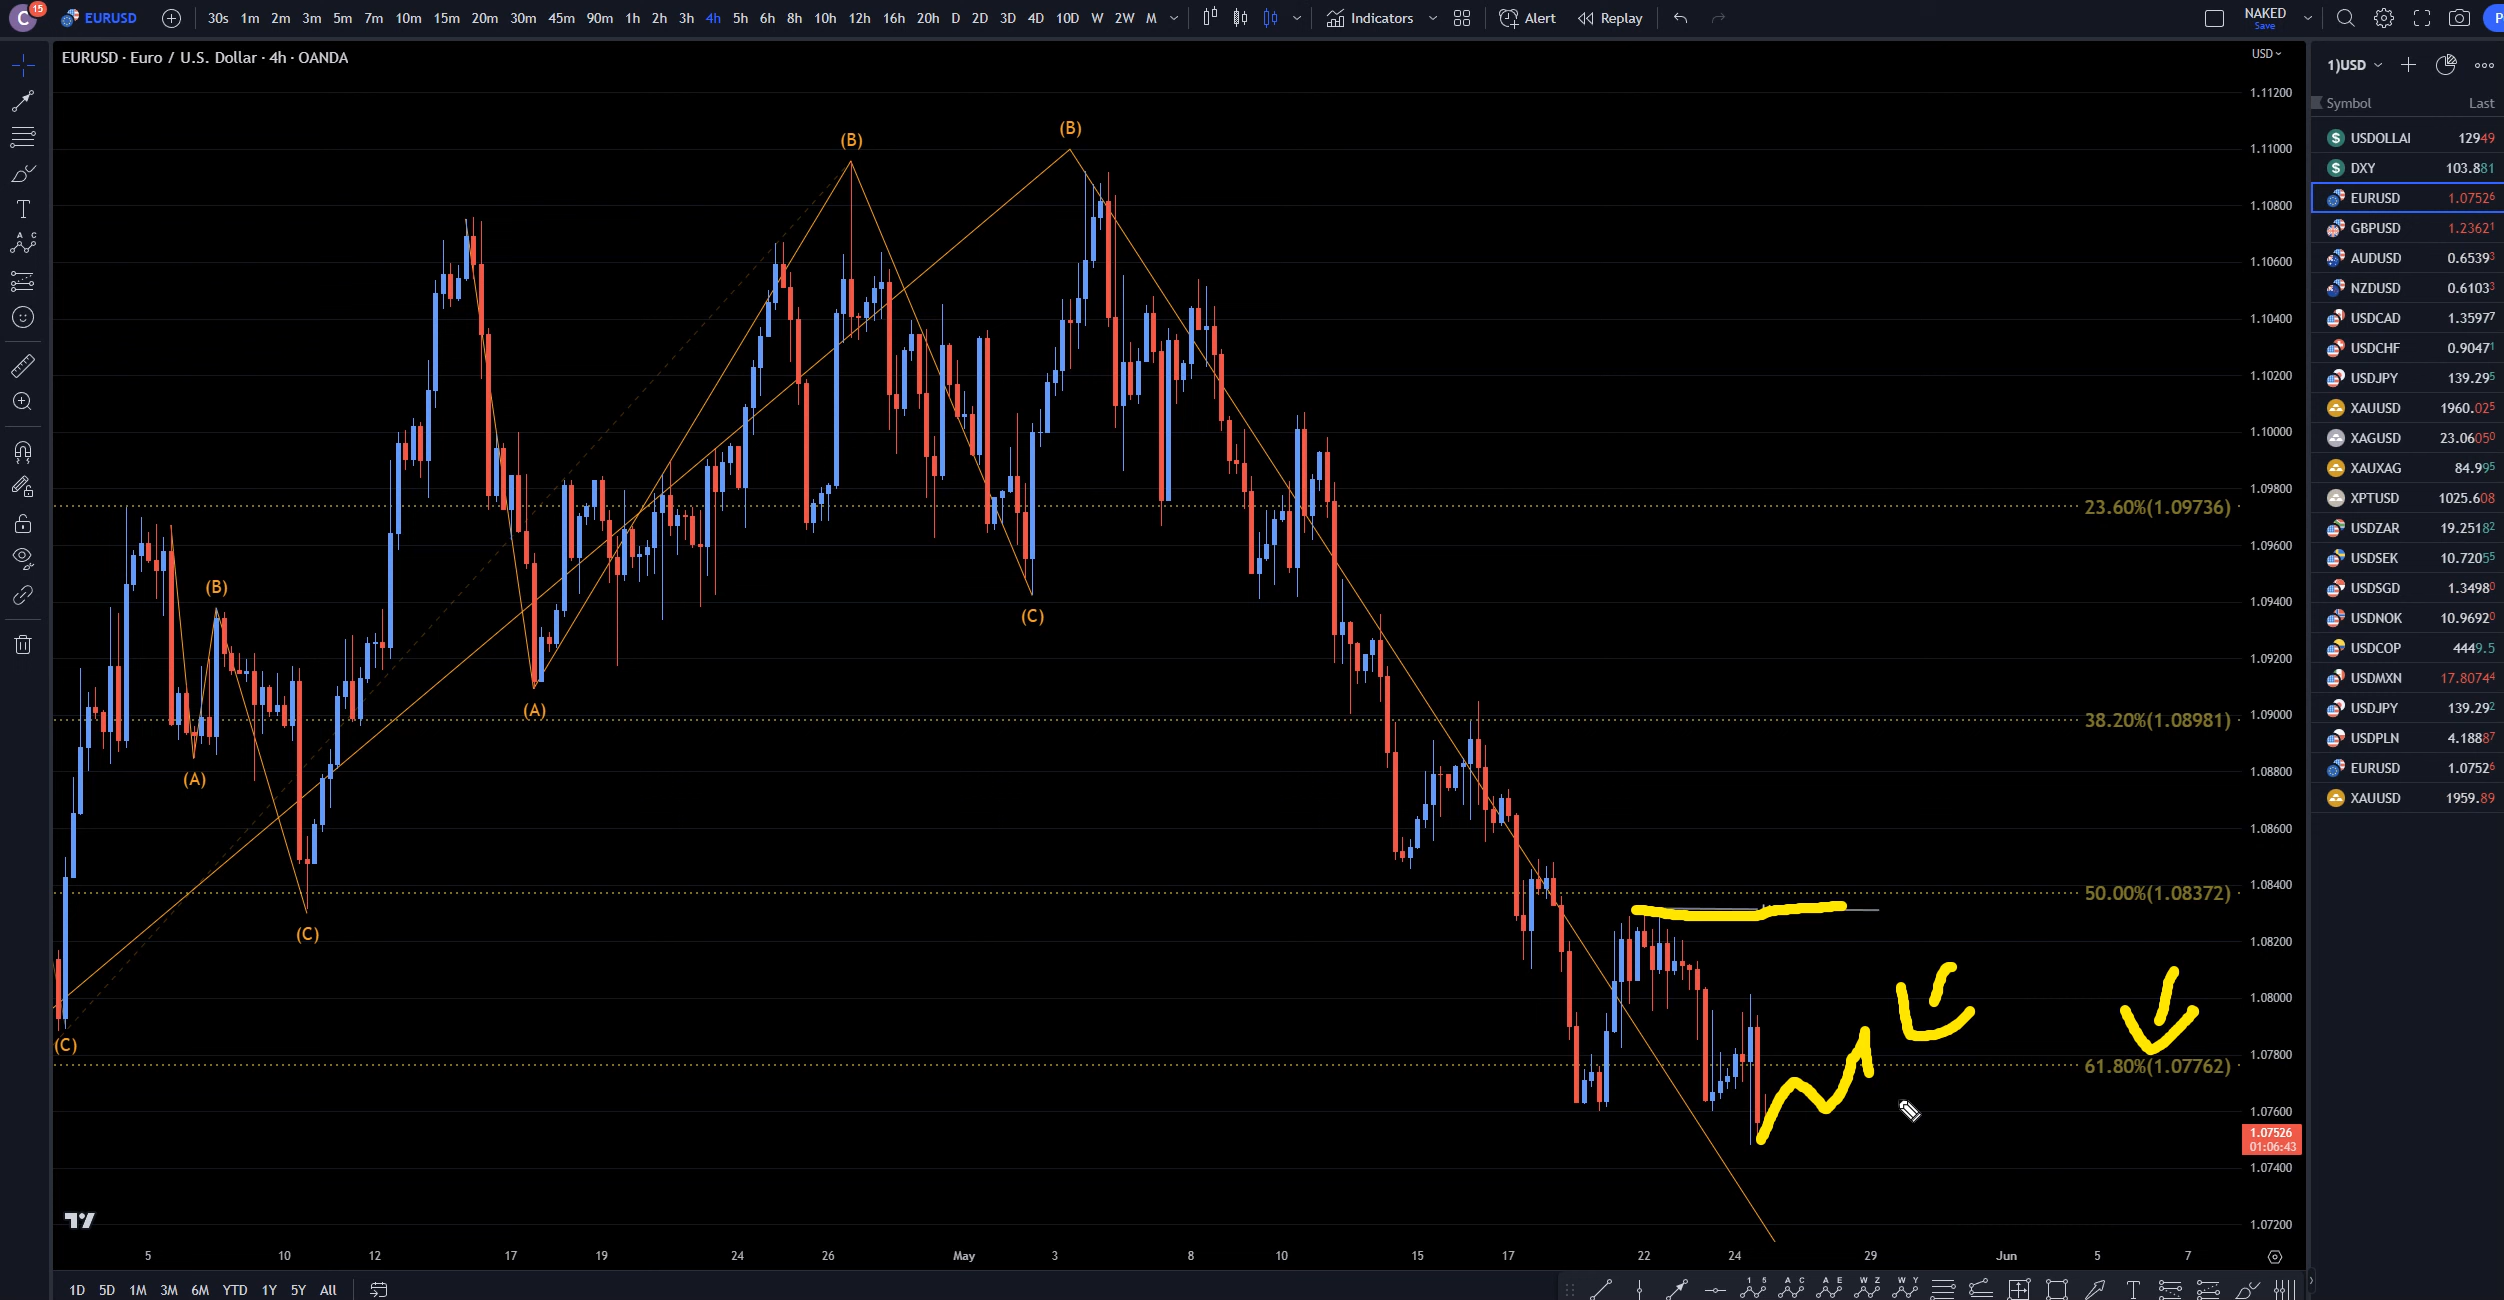 C 15 EURUSD 30s 1m 2m 3m 5m 7m 10m 15m 20m 30m 45m 90m 1h 2h 3h 4h 5h 6h 8h 10h 12h 16h 20h D 2D 3D 4D 10D W 2W M Indicators Alert Replay NAKED
Save
P
EURUSD · Euro / U.S. Dollar · 4h · OANDA
USD
1.11200
1.11000
1.10800
1.10600
1.10400
1.10200
1.10000
1.09800
1.09600
1.09400
1.09200
1.09000
1.08800
1.08600
1.08400
1.08200
1.08000
1.07800
1.07600
1.07526
01:06:43
1.07400
1.07200
(B)
(B)
(B)
(A)
(C)
(A)
(C)
(C)
23.60%(1.09736)
38.20%(1.08981)
50.00%(1.08372)
61.80%(1.07762)
5 10 12 17 19 24 26 May 3 8 10 15 17 22 24 29 Jun 5 7
1D 5D 1M 3M 6M YTD 1Y 5Y All
1)USD
Symbol Last
USDOLLAI 12949
DXY 103.881
EURUSD 1.07526
GBPUSD 1.23621
AUDUSD 0.65393
NZDUSD 0.61033
USDCAD 1.35977
USDCHF 0.90471
USDJPY 139.295
XAUUSD 1960.025
XAGUSD 23.06050
XAUXAG 84.995
XPTUSD 1025.608
USDZAR 19.25182
USDSEK 10.72055
USDSGD 1.34980
USDNOK 10.96920
USDCOP 4449.5
USDMXN 17.80744
USDJPY 139.292
USDPLN 4.18887
EURUSD 1.07526
XAUUSD 1959.89